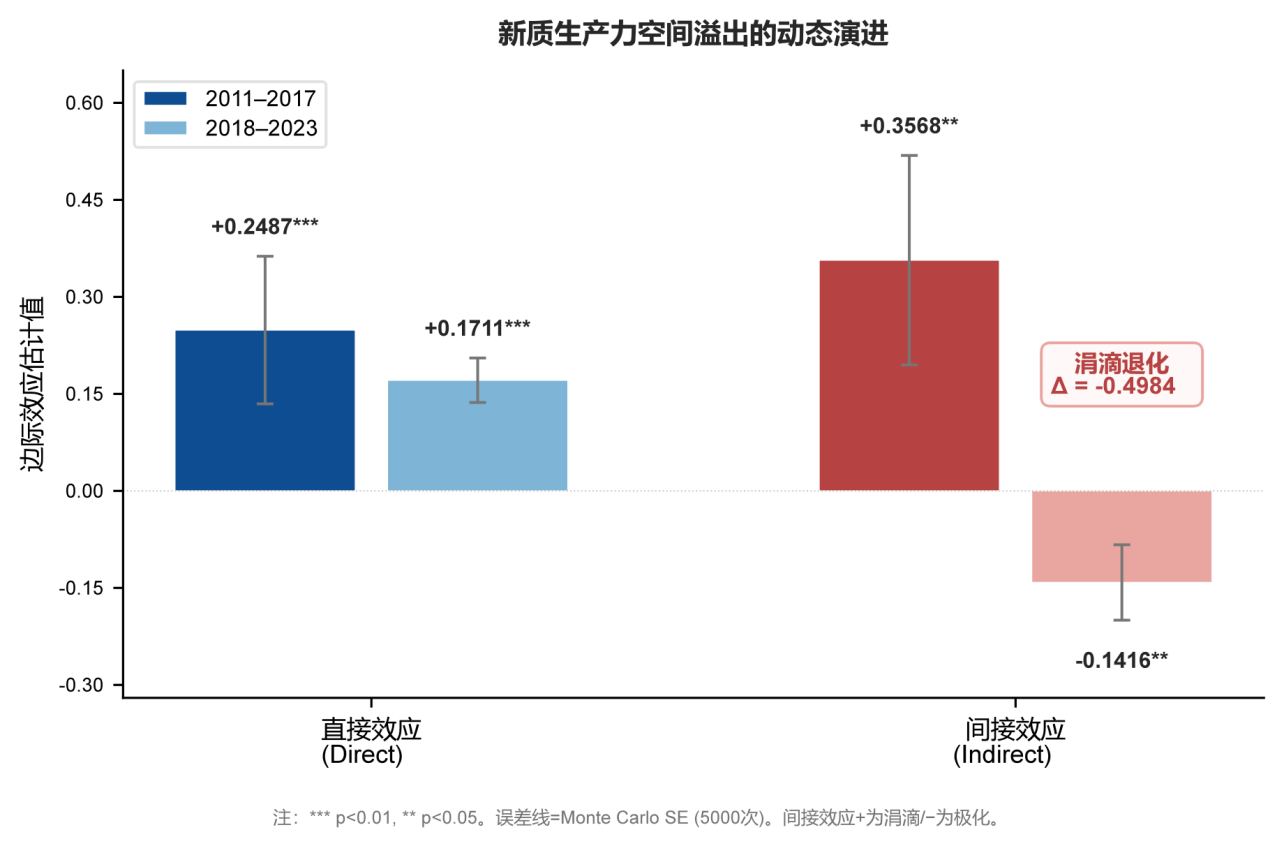 新质生产力空间溢出的动态演进
2011–2017
2018–2023
边际效应估计值
0.60
0.45
0.30
0.15
0.00
-0.15
-0.30
+0.2487***
+0.1711***
+0.3568**
-0.1416**
涓滴退化
Δ = -0.4984
直接效应
(Direct)
间接效应
(Indirect)
注：*** p<0.01, ** p<0.05。误差线=Monte Carlo SE (5000次)。间接效应+为涓滴/−为极化。